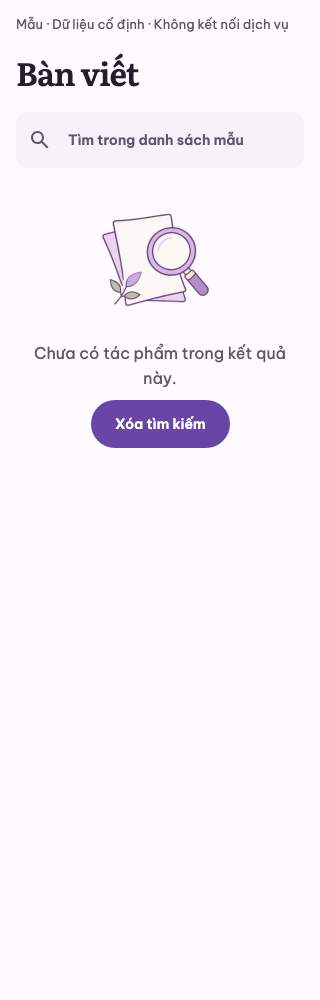 Mẫu · Dữ liệu cố định · Không kết nối dịch vụ
Bàn viết
Tìm trong danh sách mẫu
Chưa có tác phẩm trong kết quả
này.
Xóa tìm kiếm